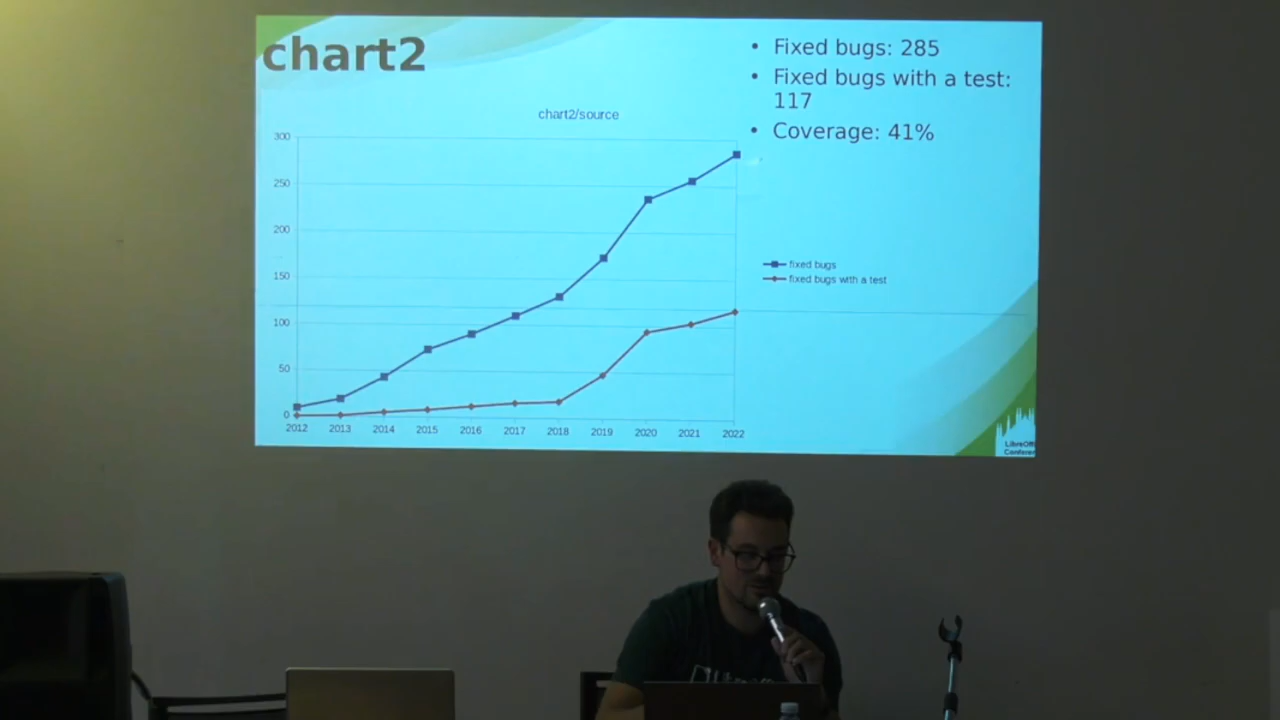 chart2
• Fixed bugs: 285
• Fixed bugs with a test:
117
• Coverage: 41%
chart2/source
300
250
200
150
100
50
0
2012 2013 2014 2015 2016 2017 2018 2019 2020 2021 2022
fixed bugs
fixed bugs with a test